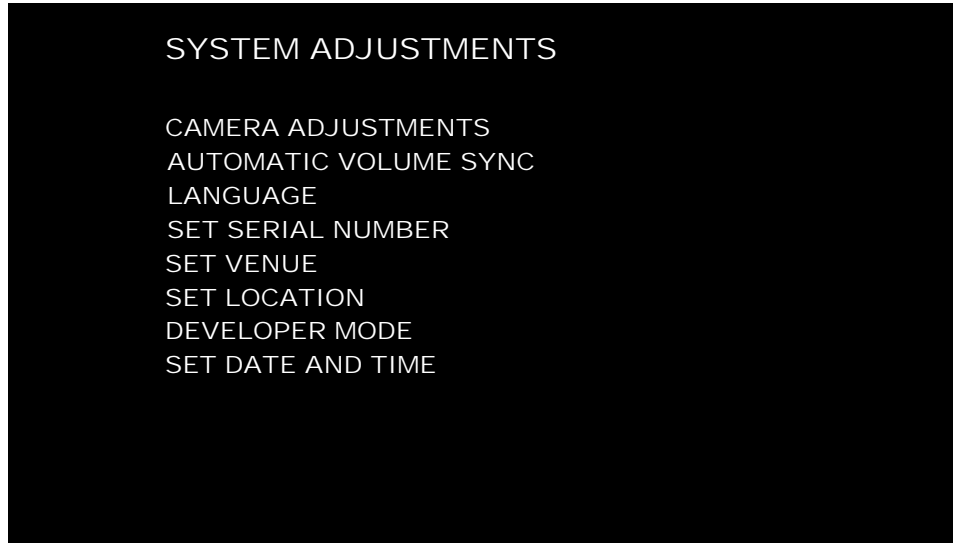 SYSTEM ADJUSTMENTS
CAMERA ADJUSTMENTS
AUTOMATIC VOLUME SYNC
LANGUAGE
SET SERIAL NUMBER
SET VENUE
SET LOCATION
DEVELOPER MODE
SET DATE AND TIME